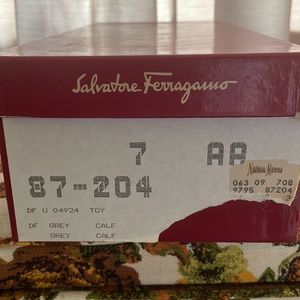 Salvatore Ferragamo
7 AA
87-204
Neiman Marcus
063 09 708
9795 87204
DF U 04924 TOY
DF GREY CALF
GREY CALF